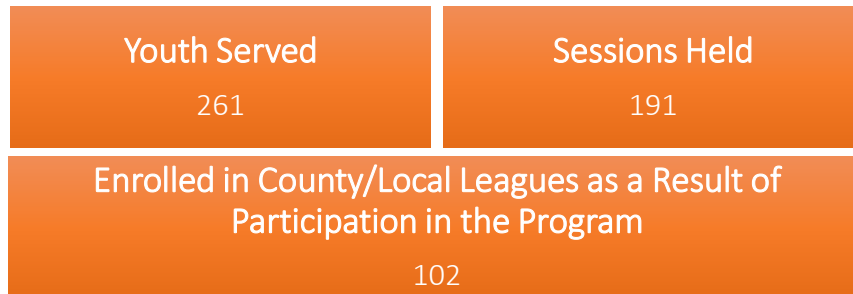 Youth Served
261
Sessions Held
191
Enrolled in County/Local Leagues as a Result of
Participation in the Program
102